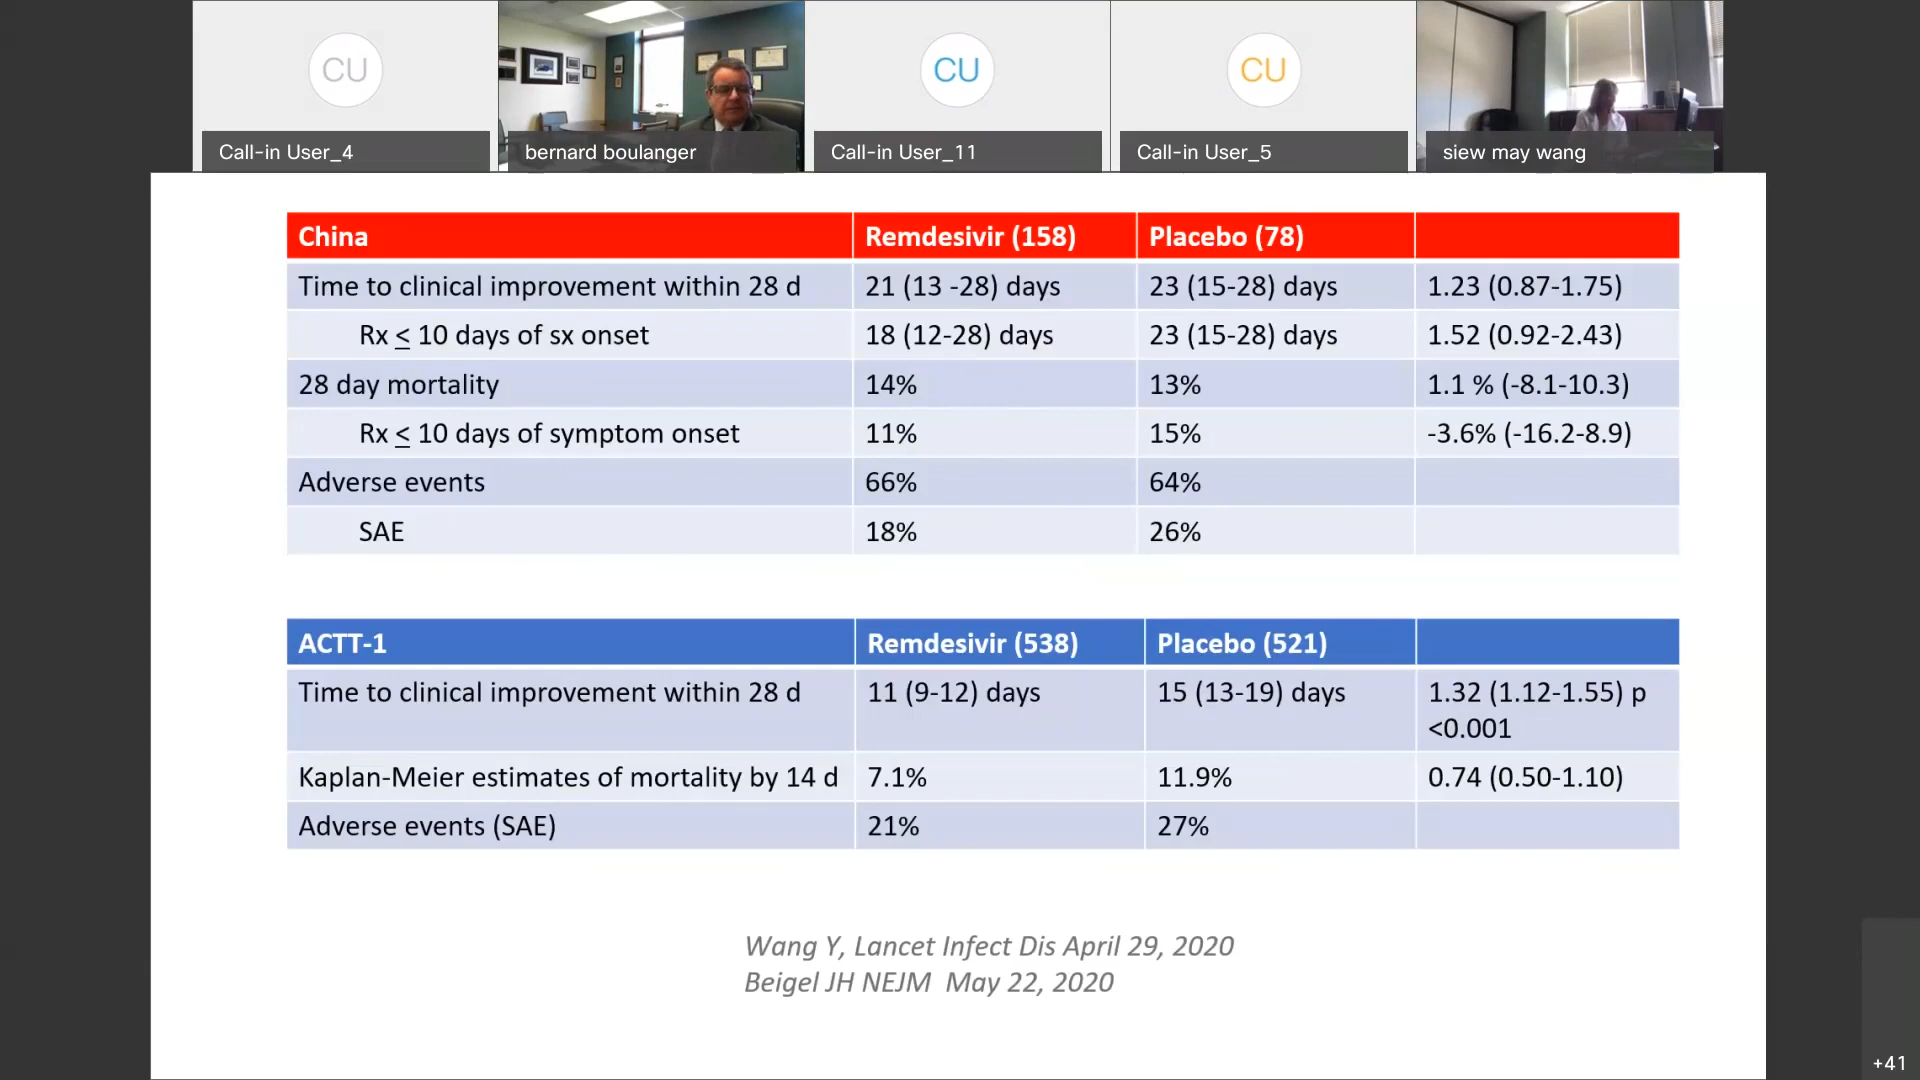 CU
CU
CU
Call-in User_4
bernard boulanger
Call-in User_11
Call-in User_5
siew may wang
China Remdesivir (158) Placebo (78)
Time to clinical improvement within 28 d 21 (13 -28) days 23 (15-28) days 1.23 (0.87-1.75)
Rx < 10 days of sx onset 18 (12-28) days 23 (15-28) days 1.52 (0.92-2.43)
28 day mortality 14% 13% 1.1 % (-8.1-10.3)
Rx < 10 days of symptom onset 11% 15% -3.6% (-16.2-8.9)
Adverse events 66% 64%
SAE 18% 26%
ACTT-1 Remdesivir (538) Placebo (521)
Time to clinical improvement within 28 d 11 (9-12) days 15 (13-19) days 1.32 (1.12-1.55) p
<0.001
Kaplan-Meier estimates of mortality by 14 d 7.1% 11.9% 0.74 (0.50-1.10)
Adverse events (SAE) 21% 27%
Wang Y, Lancet Infect Dis April 29, 2020
Beigel JH NEJM May 22, 2020
+41